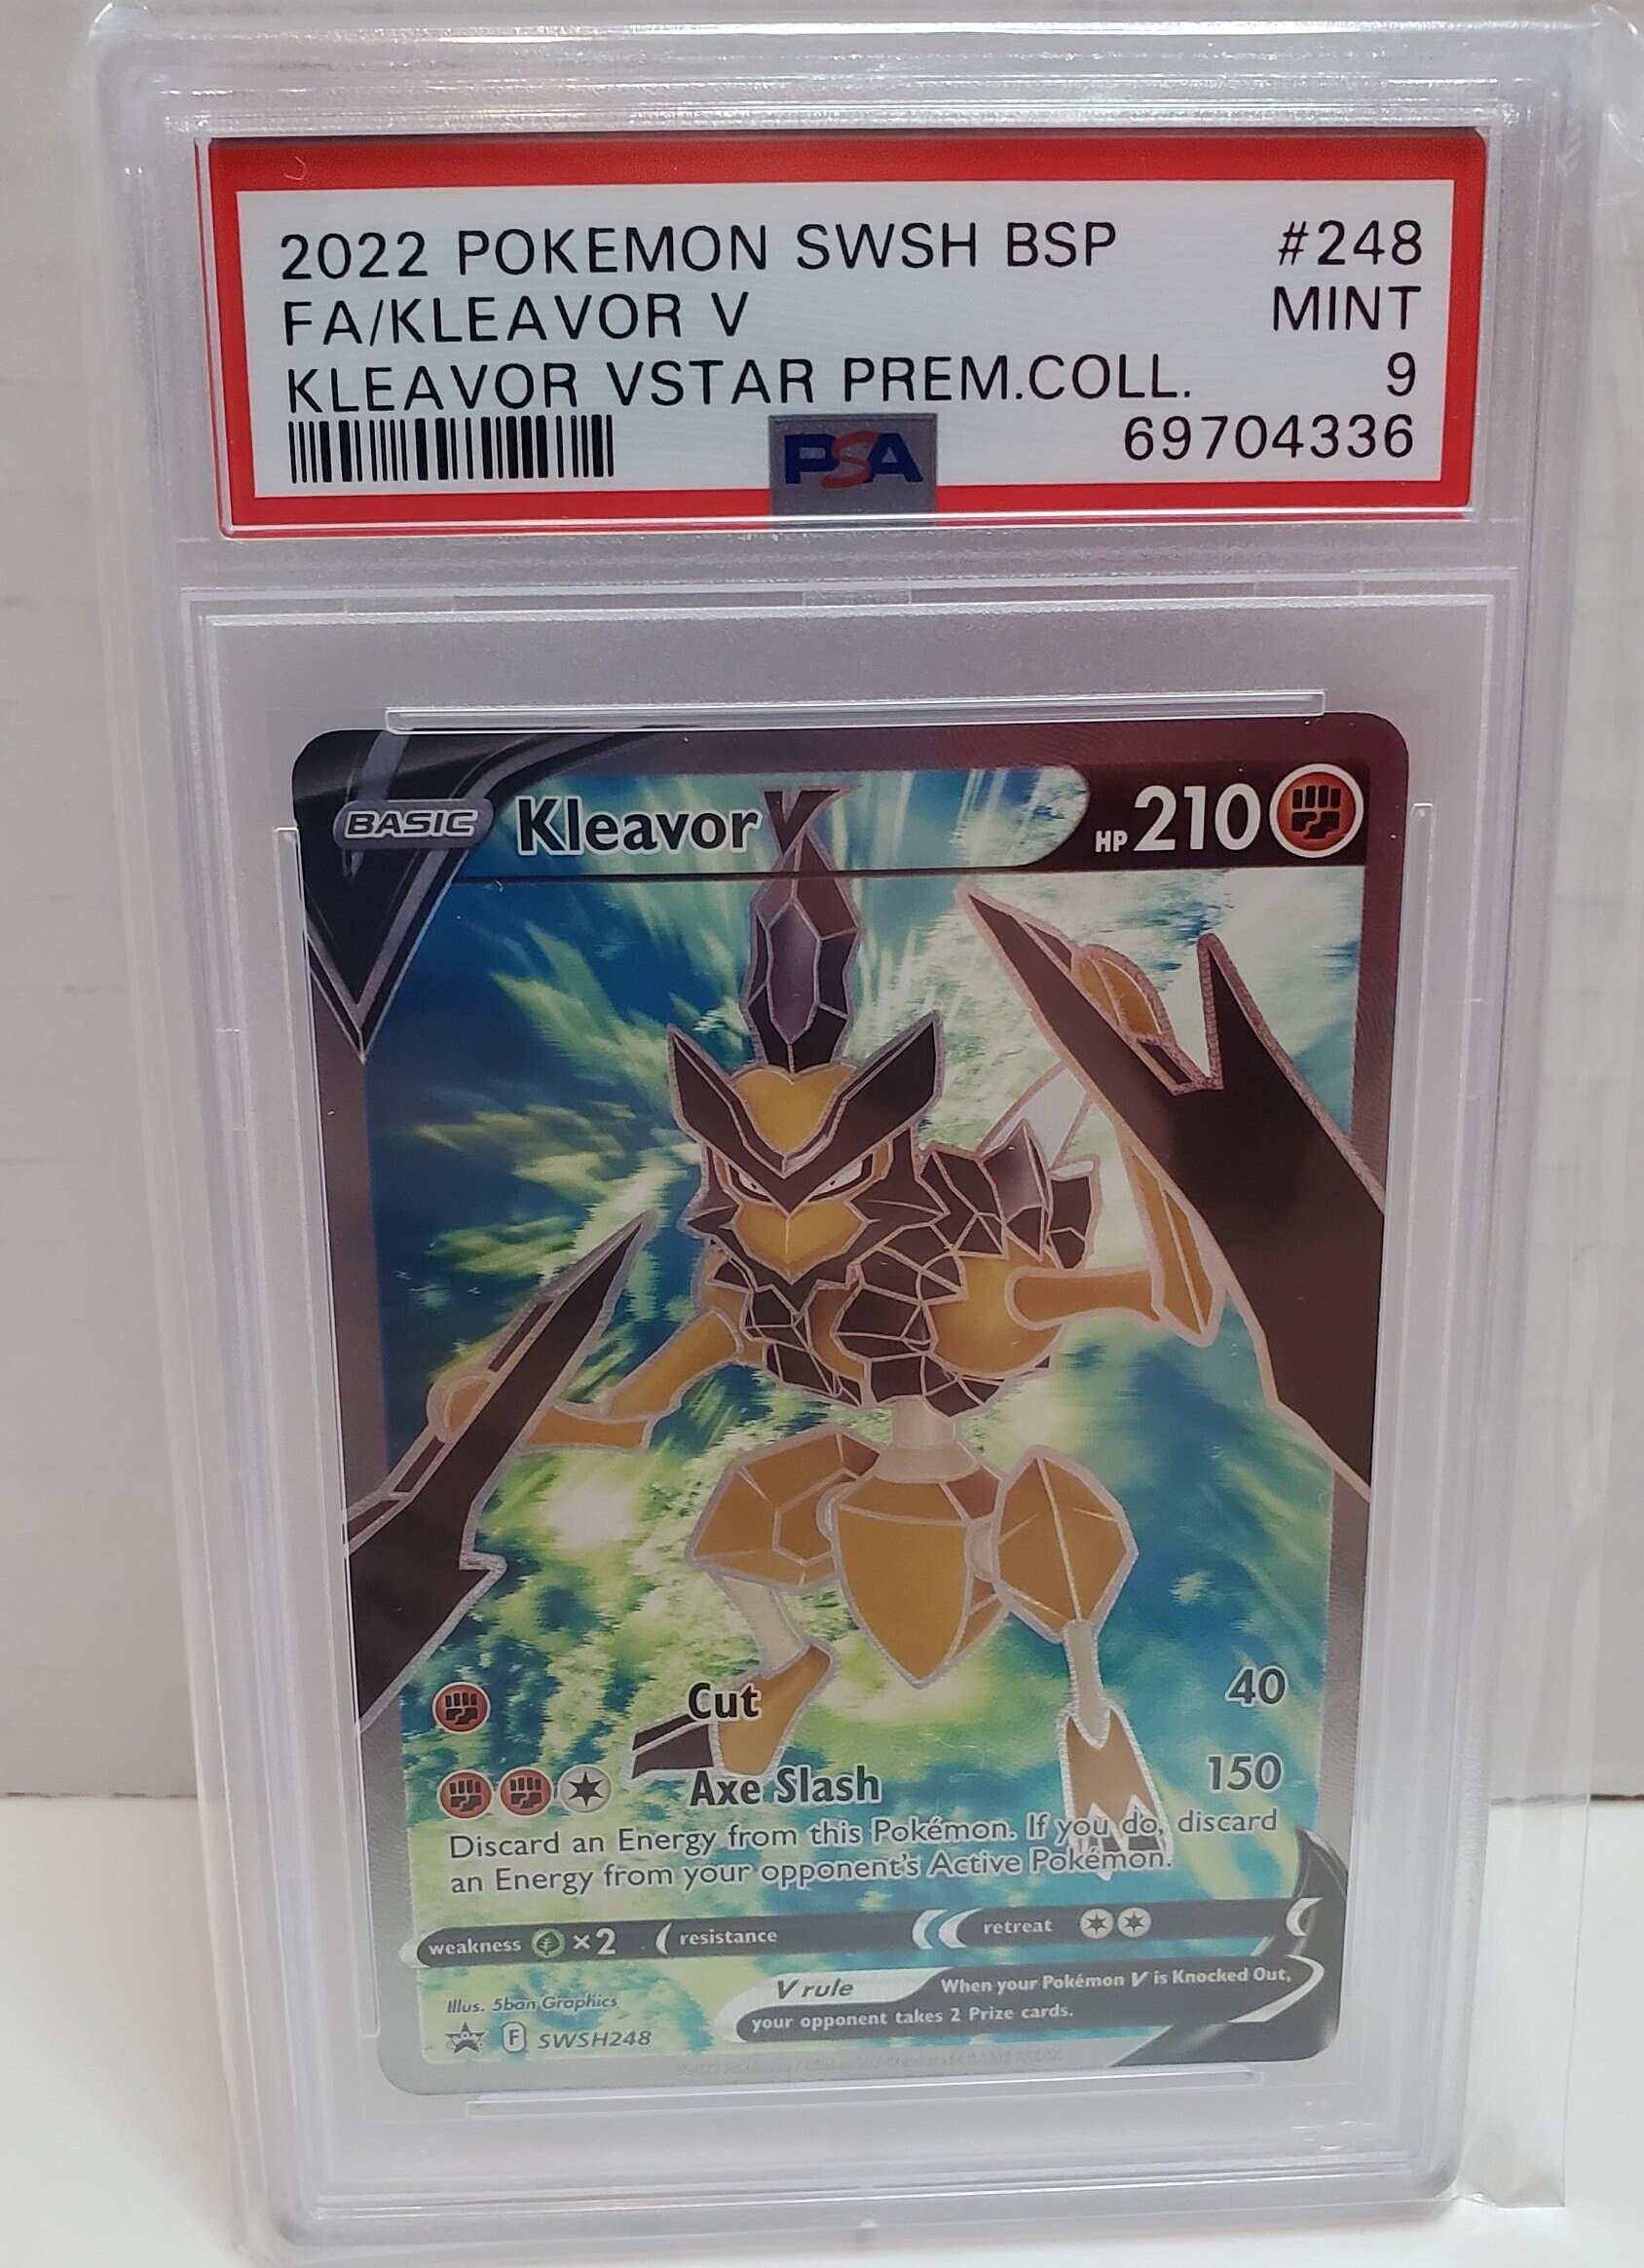 2022 POKEMON SWSH BSP #248
FA/KLEAVOR V MINT
KLEAVOR VSTAR PREM.COLL. 9
PSA 69704336
BASIC Kleavor V HP 210
Cut 40
Axe Slash 150
Discard an Energy from this Pokémon. If you do, discard
an Energy from your opponent's Active Pokémon.
weakness ×2 resistance retreat
V rule When your Pokémon V is Knocked Out,
your opponent takes 2 Prize cards.
Illus. 5ban Graphics
F SWSH248